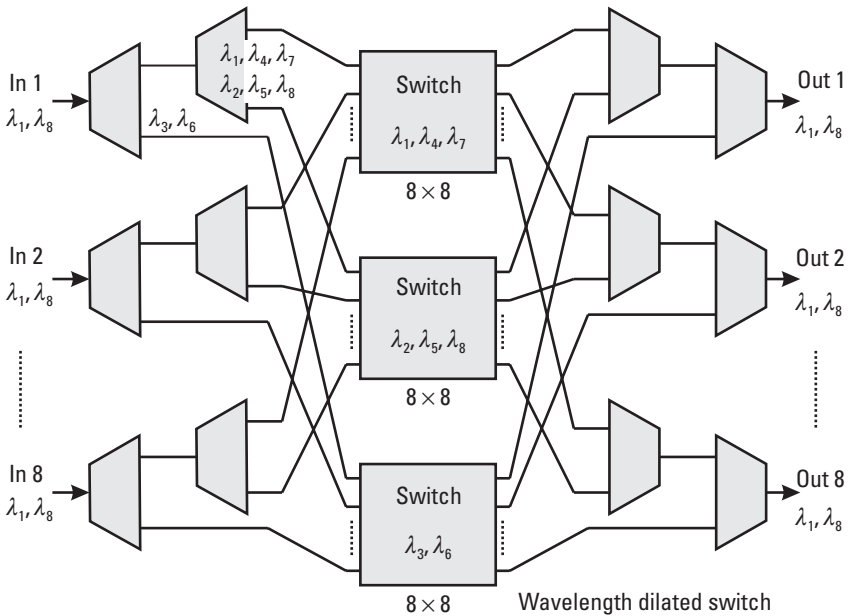 In 1
λ₁, λ₈
λ₃, λ₆
λ₁, λ₄, λ₇
λ₂, λ₅, λ₈
Switch
λ₁, λ₄, λ₇
8 × 8
Out 1
λ₁, λ₈
In 2
λ₁, λ₈
Switch
λ₂, λ₅, λ₈
8 × 8
Out 2
λ₁, λ₈
In 8
λ₁, λ₈
Switch
λ₃, λ₆
8 × 8
Out 8
λ₁, λ₈
Wavelength dilated switch